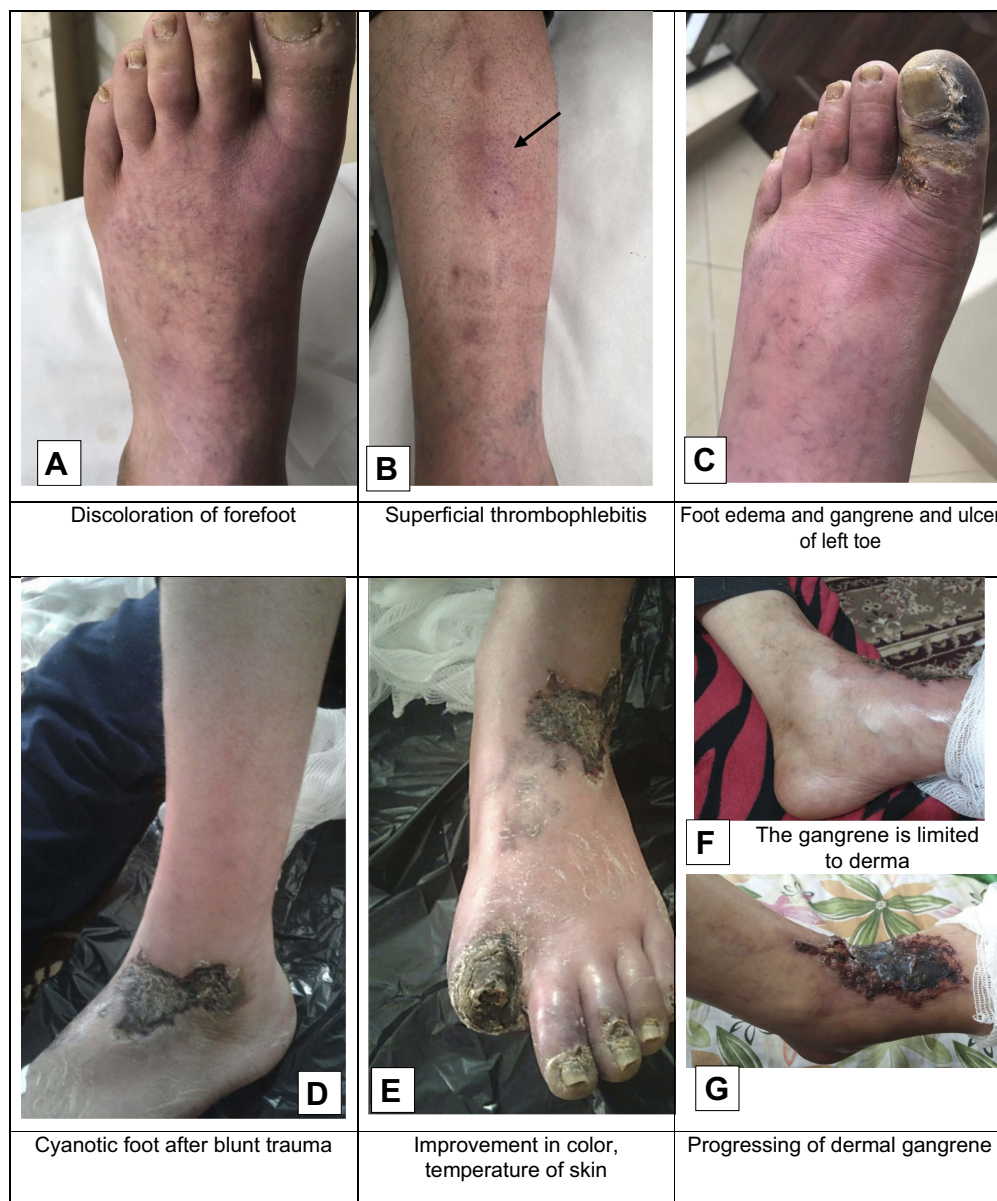 A
B
C
Discoloration of forefoot
Superficial thrombophlebitis
Foot edema and gangrene and ulcer
of left toe
D
E
F
The gangrene is limited
to derma
G
Cyanotic foot after blunt trauma
Improvement in color,
temperature of skin
Progressing of dermal gangrene